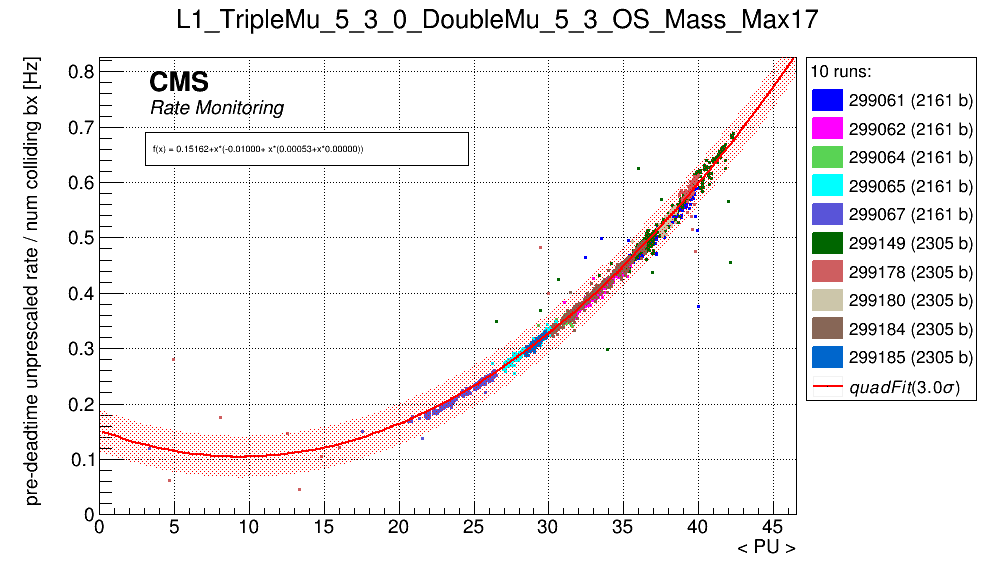 L1_TripleMu_5_3_0_DoubleMu_5_3_OS_Mass_Max17
pre-deadtime unprescaled rate / num colliding bx [Hz]
CMS
Rate Monitoring
f(x) = 0.15162+x*(-0.01000+ x*(0.00053+x*0.00000))
0.8
0.7
0.6
0.5
0.4
0.3
0.2
0.1
0
0 5 10 15 20 25 30 35 40 45
< PU >
10 runs:
299061 (2161 b)
299062 (2161 b)
299064 (2161 b)
299065 (2161 b)
299067 (2161 b)
299149 (2305 b)
299178 (2305 b)
299180 (2305 b)
299184 (2305 b)
299185 (2305 b)
quadFit(3.0σ)